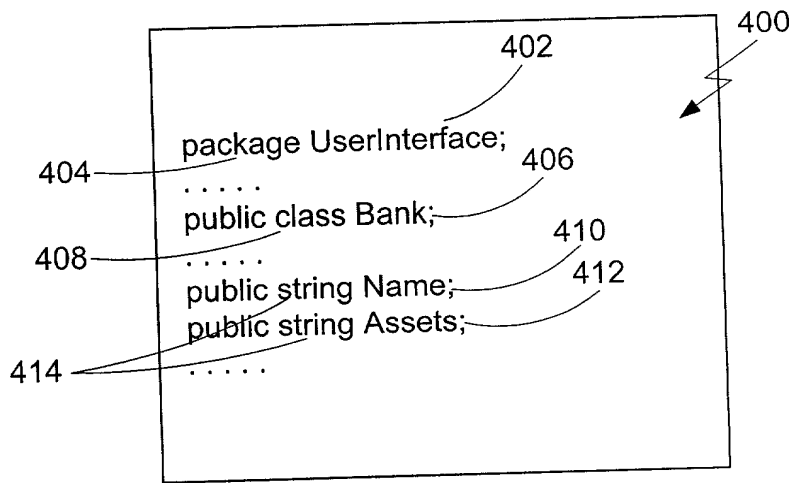 400
402
package UserInterface;
404
. . . . .
406
public class Bank;
408
. . . . .
410
public string Name;
412
public string Assets;
414
. . . . .